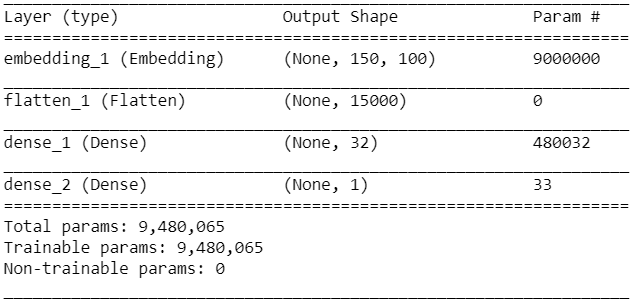 Layer (type) Output Shape Param #
=================================================================
embedding_1 (Embedding) (None, 150, 100) 9000000
_________________________________________________________________
flatten_1 (Flatten) (None, 15000) 0
_________________________________________________________________
dense_1 (Dense) (None, 32) 480032
_________________________________________________________________
dense_2 (Dense) (None, 1) 33
=================================================================
Total params: 9,480,065
Trainable params: 9,480,065
Non-trainable params: 0
_________________________________________________________________